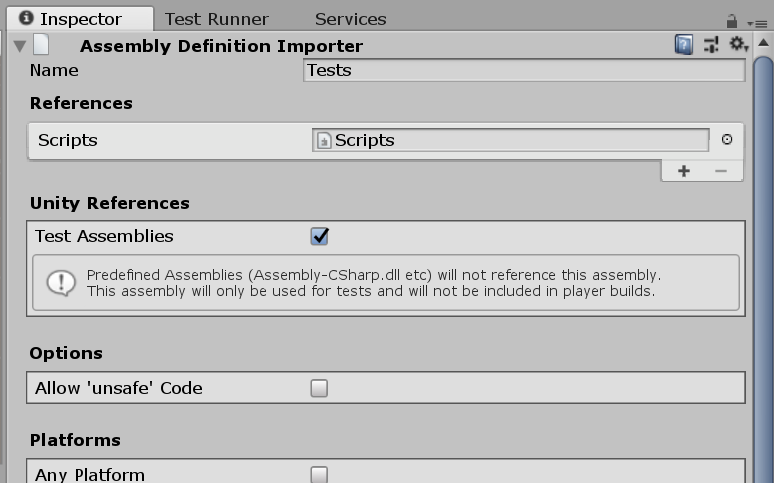 Inspector Test Runner Services
Assembly Definition Importer
Name Tests
References
Scripts Scripts
Unity References
Test Assemblies
Predefined Assemblies (Assembly-CSharp.dll etc) will not reference this assembly.
This assembly will only be used for tests and will not be included in player builds.
Options
Allow 'unsafe' Code
Platforms
Any Platform